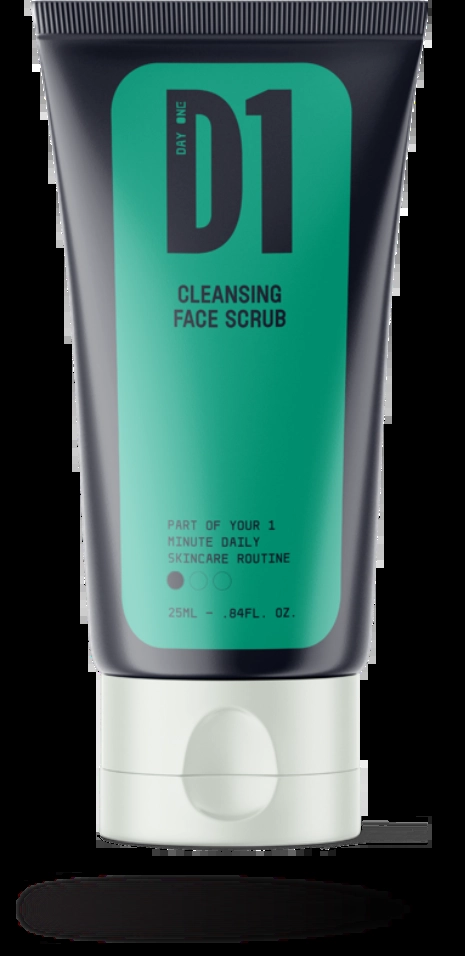 DAY ONE
D1
CLEANSING
FACE SCRUB
PART OF YOUR 1
MINUTE DAILY
SKINCARE ROUTINE
25ML - .84FL. OZ.